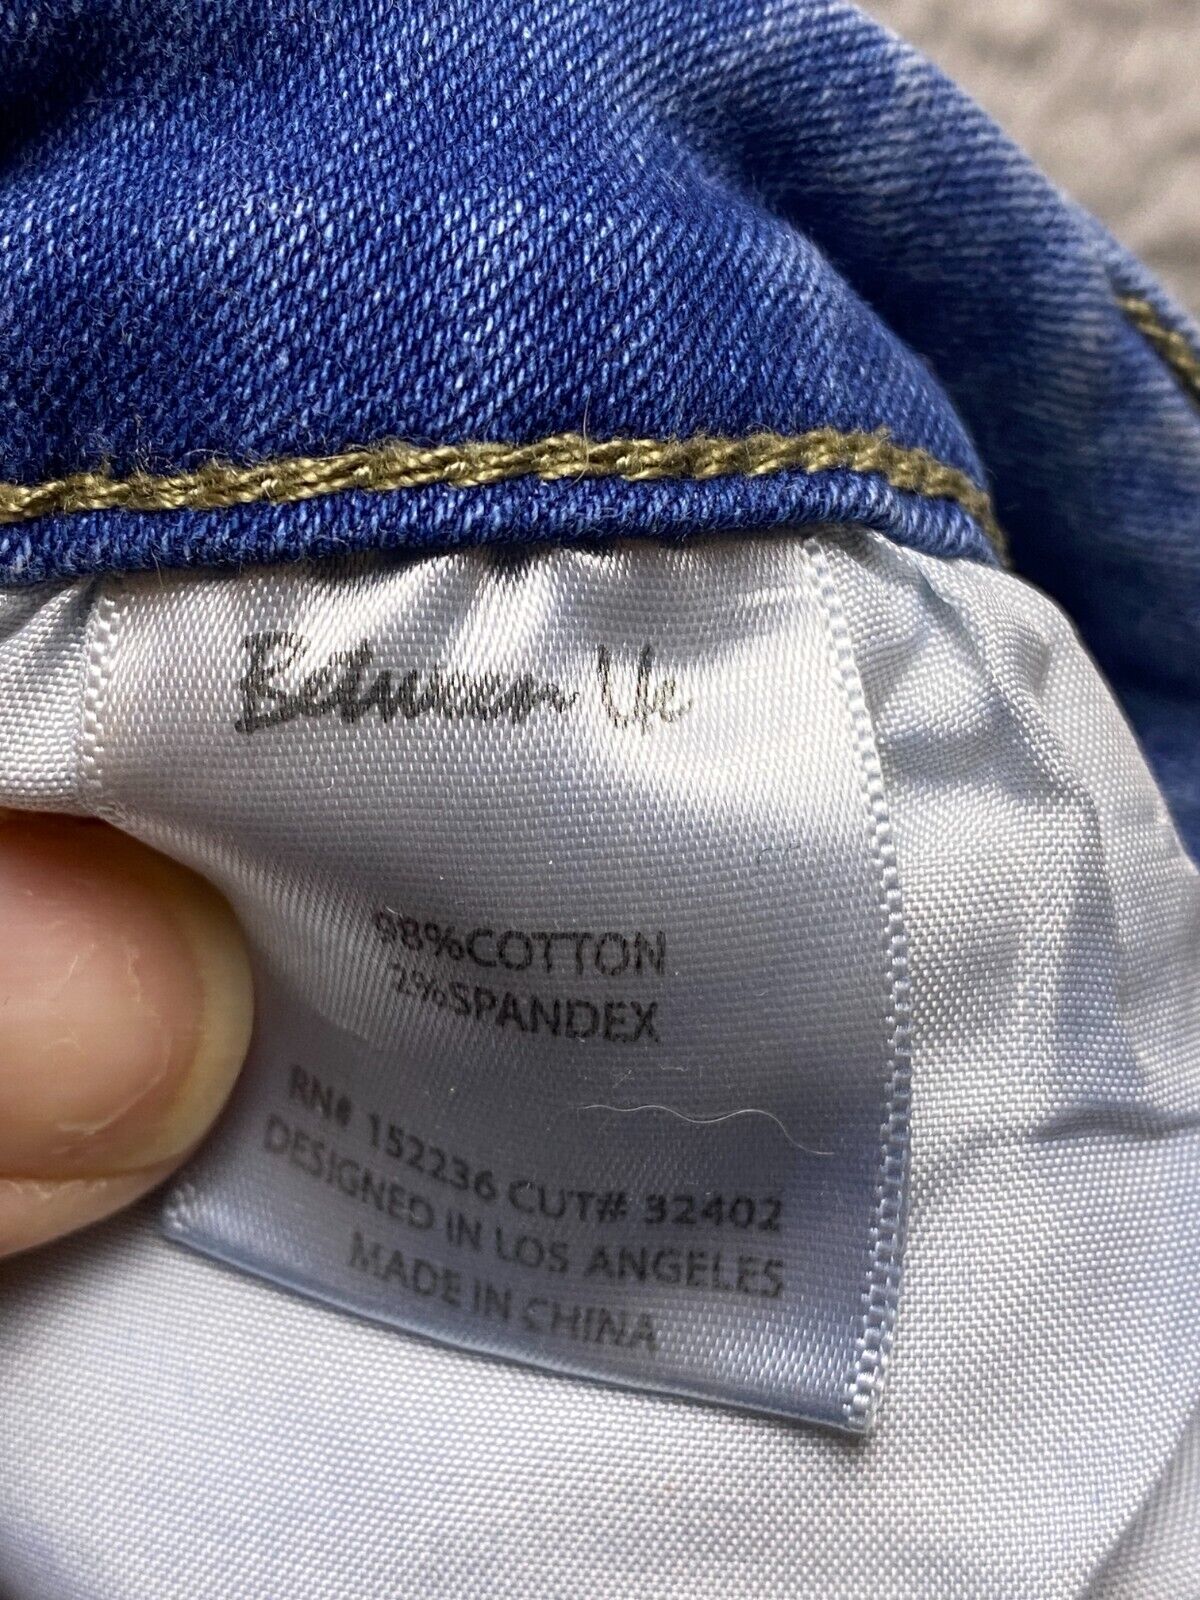 Between Us
98%COTTON
2%SPANDEX
RN# 152236 CUT# 32402
DESIGNED IN LOS ANGELES
MADE IN CHINA